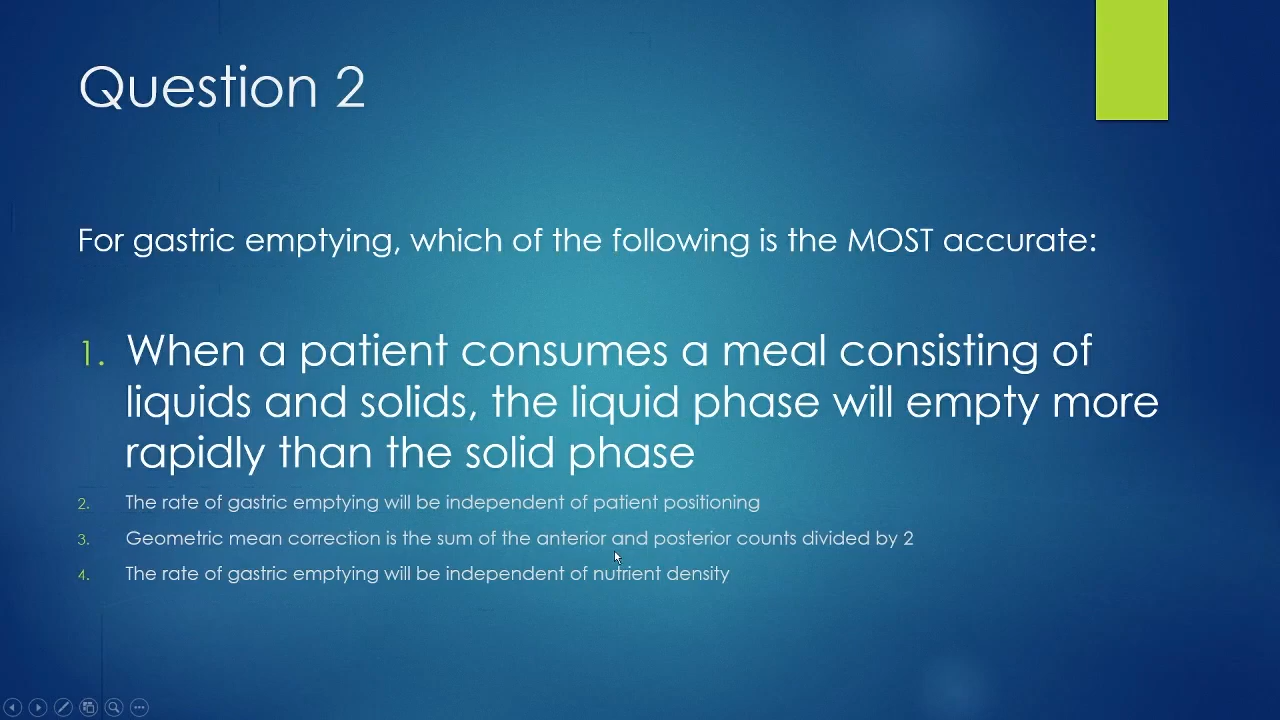 Question 2
For gastric emptying, which of the following is the MOST accurate:
1. When a patient consumes a meal consisting of
liquids and solids, the liquid phase will empty more
rapidly than the solid phase
2. The rate of gastric emptying will be independent of patient positioning
3. Geometric mean correction is the sum of the anterior and posterior counts divided by 2
4. The rate of gastric emptying will be independent of nutrient density